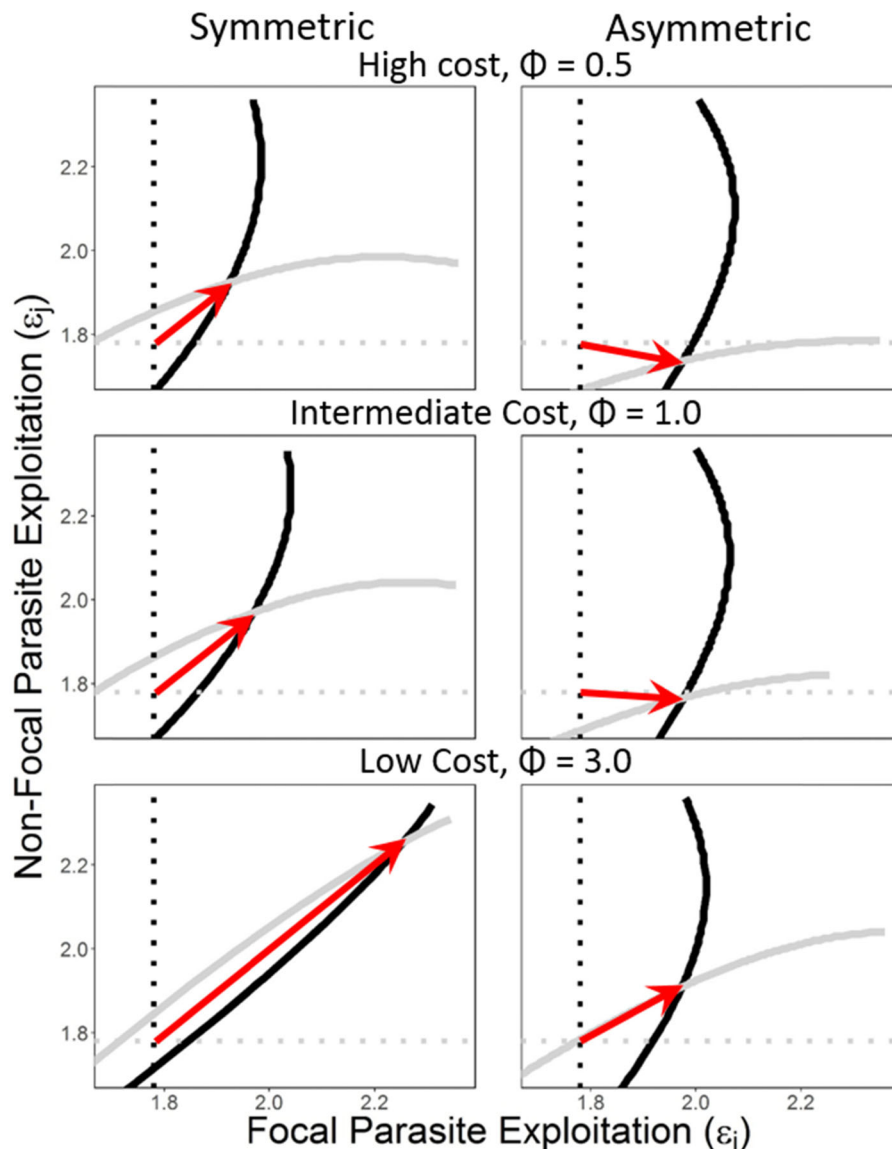 Symmetric Asymmetric
High cost, Φ = 0.5
2.2
2.0
1.8
Intermediate Cost, Φ = 1.0
2.2
2.0
1.8
Low Cost, Φ = 3.0
2.2
2.0
1.8
1.8 2.0 2.2 1.8 2.0 2.2
Non-Focal Parasite Exploitation (εj)
Focal Parasite Exploitation (εi)